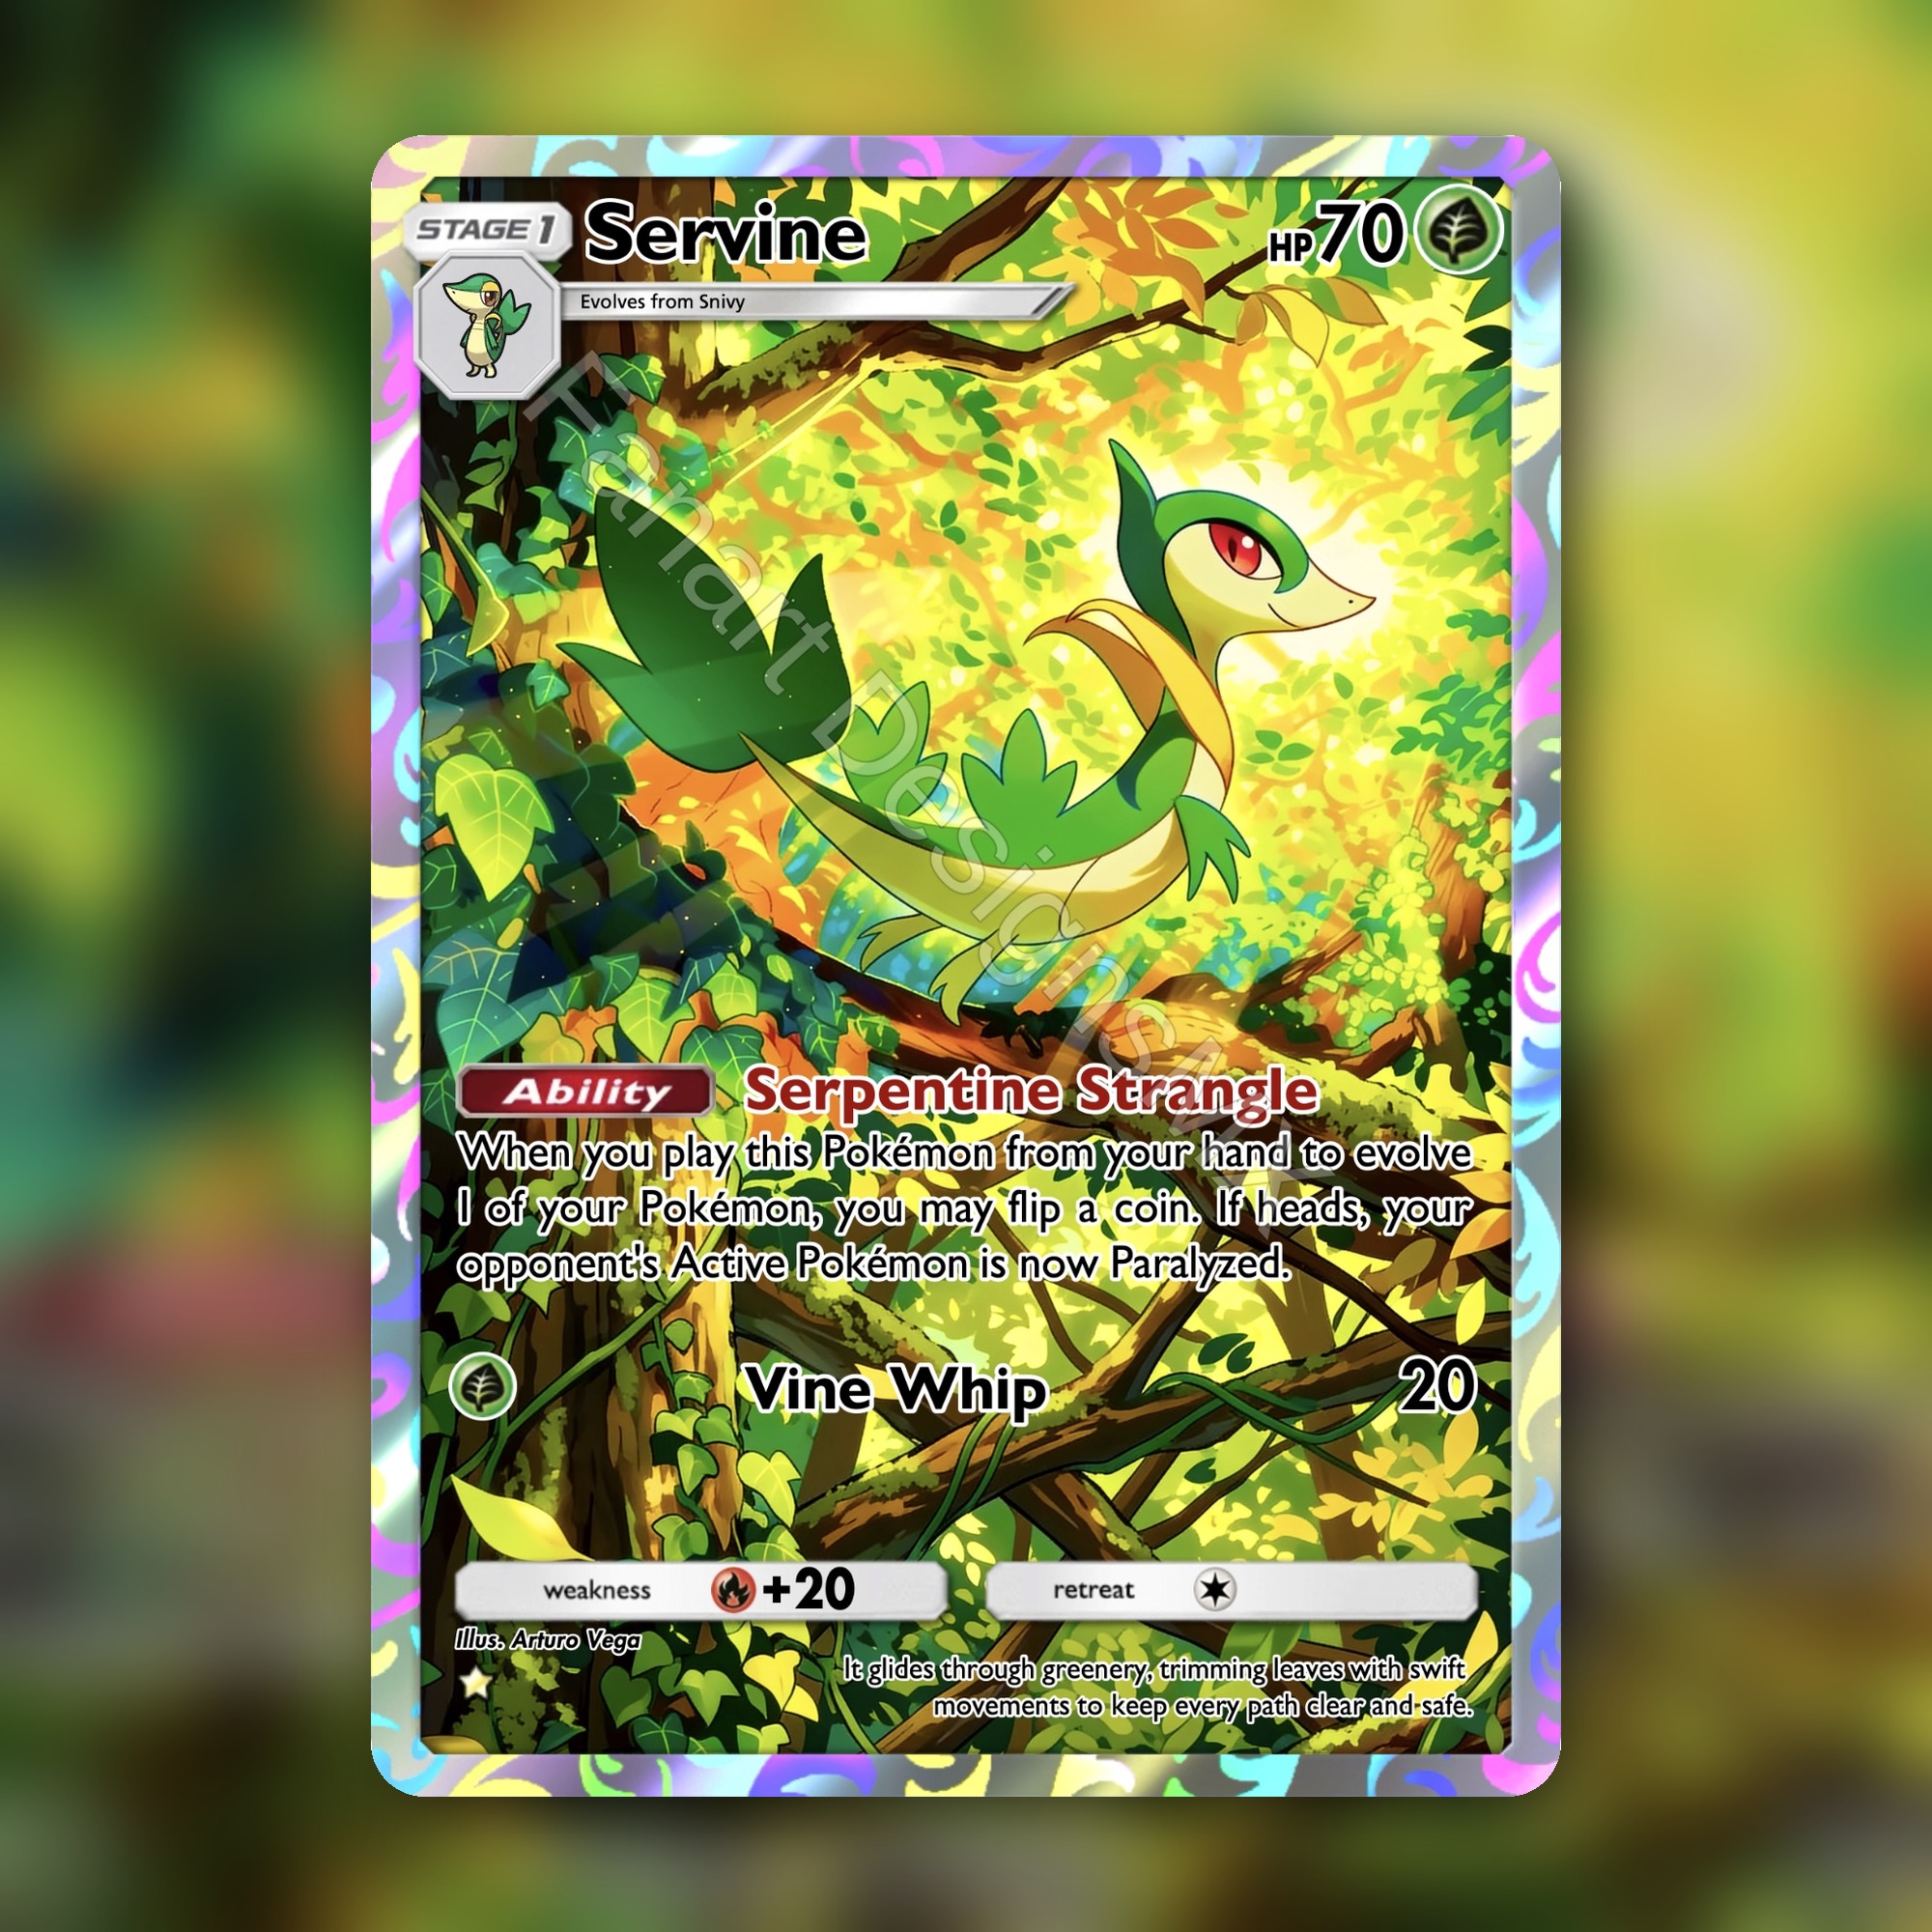 STAGE 1
Servine
HP 70
Evolves from Snivy
Fanart DesignsMX
Ability Serpentine Strangle
When you play this Pokémon from your hand to evolve
1 of your Pokémon, you may flip a coin. If heads, your
opponent's Active Pokémon is now Paralyzed.
Vine Whip 20
weakness +20 retreat
Illus. Arturo Vega
It glides through greenery, trimming leaves with swift
movements to keep every path clear and safe.